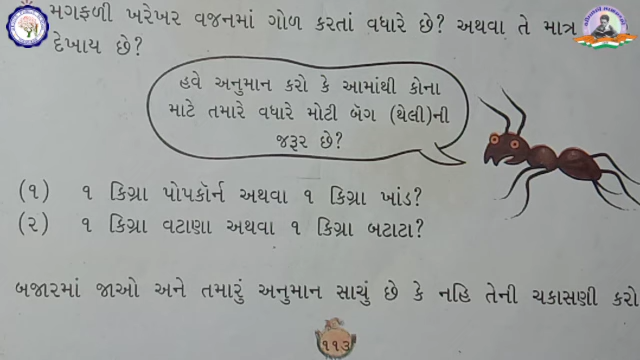 મગફળી ખરેખર વજનમાં ગોળ કરતાં વધારે છે? અથવા તે માત્ર
દેખાય છે?
હવે અનુમાન કરો કે આમાંથી કોના
માટે તમારે વધારે મોટી બૅગ (થેલી)ની
જરૂર છે?
(૧) ૧ કિગ્રા પોપકૉર્ન અથવા ૧ કિગ્રા ખાંડ?
(૨) ૧ કિગ્રા વટાણા અથવા ૧ કિગ્રા બટાટા?
બજારમાં જાઓ અને તમારું અનુમાન સાચું છે કે નહિ તેની ચકાસણી કરો
૧૧૩